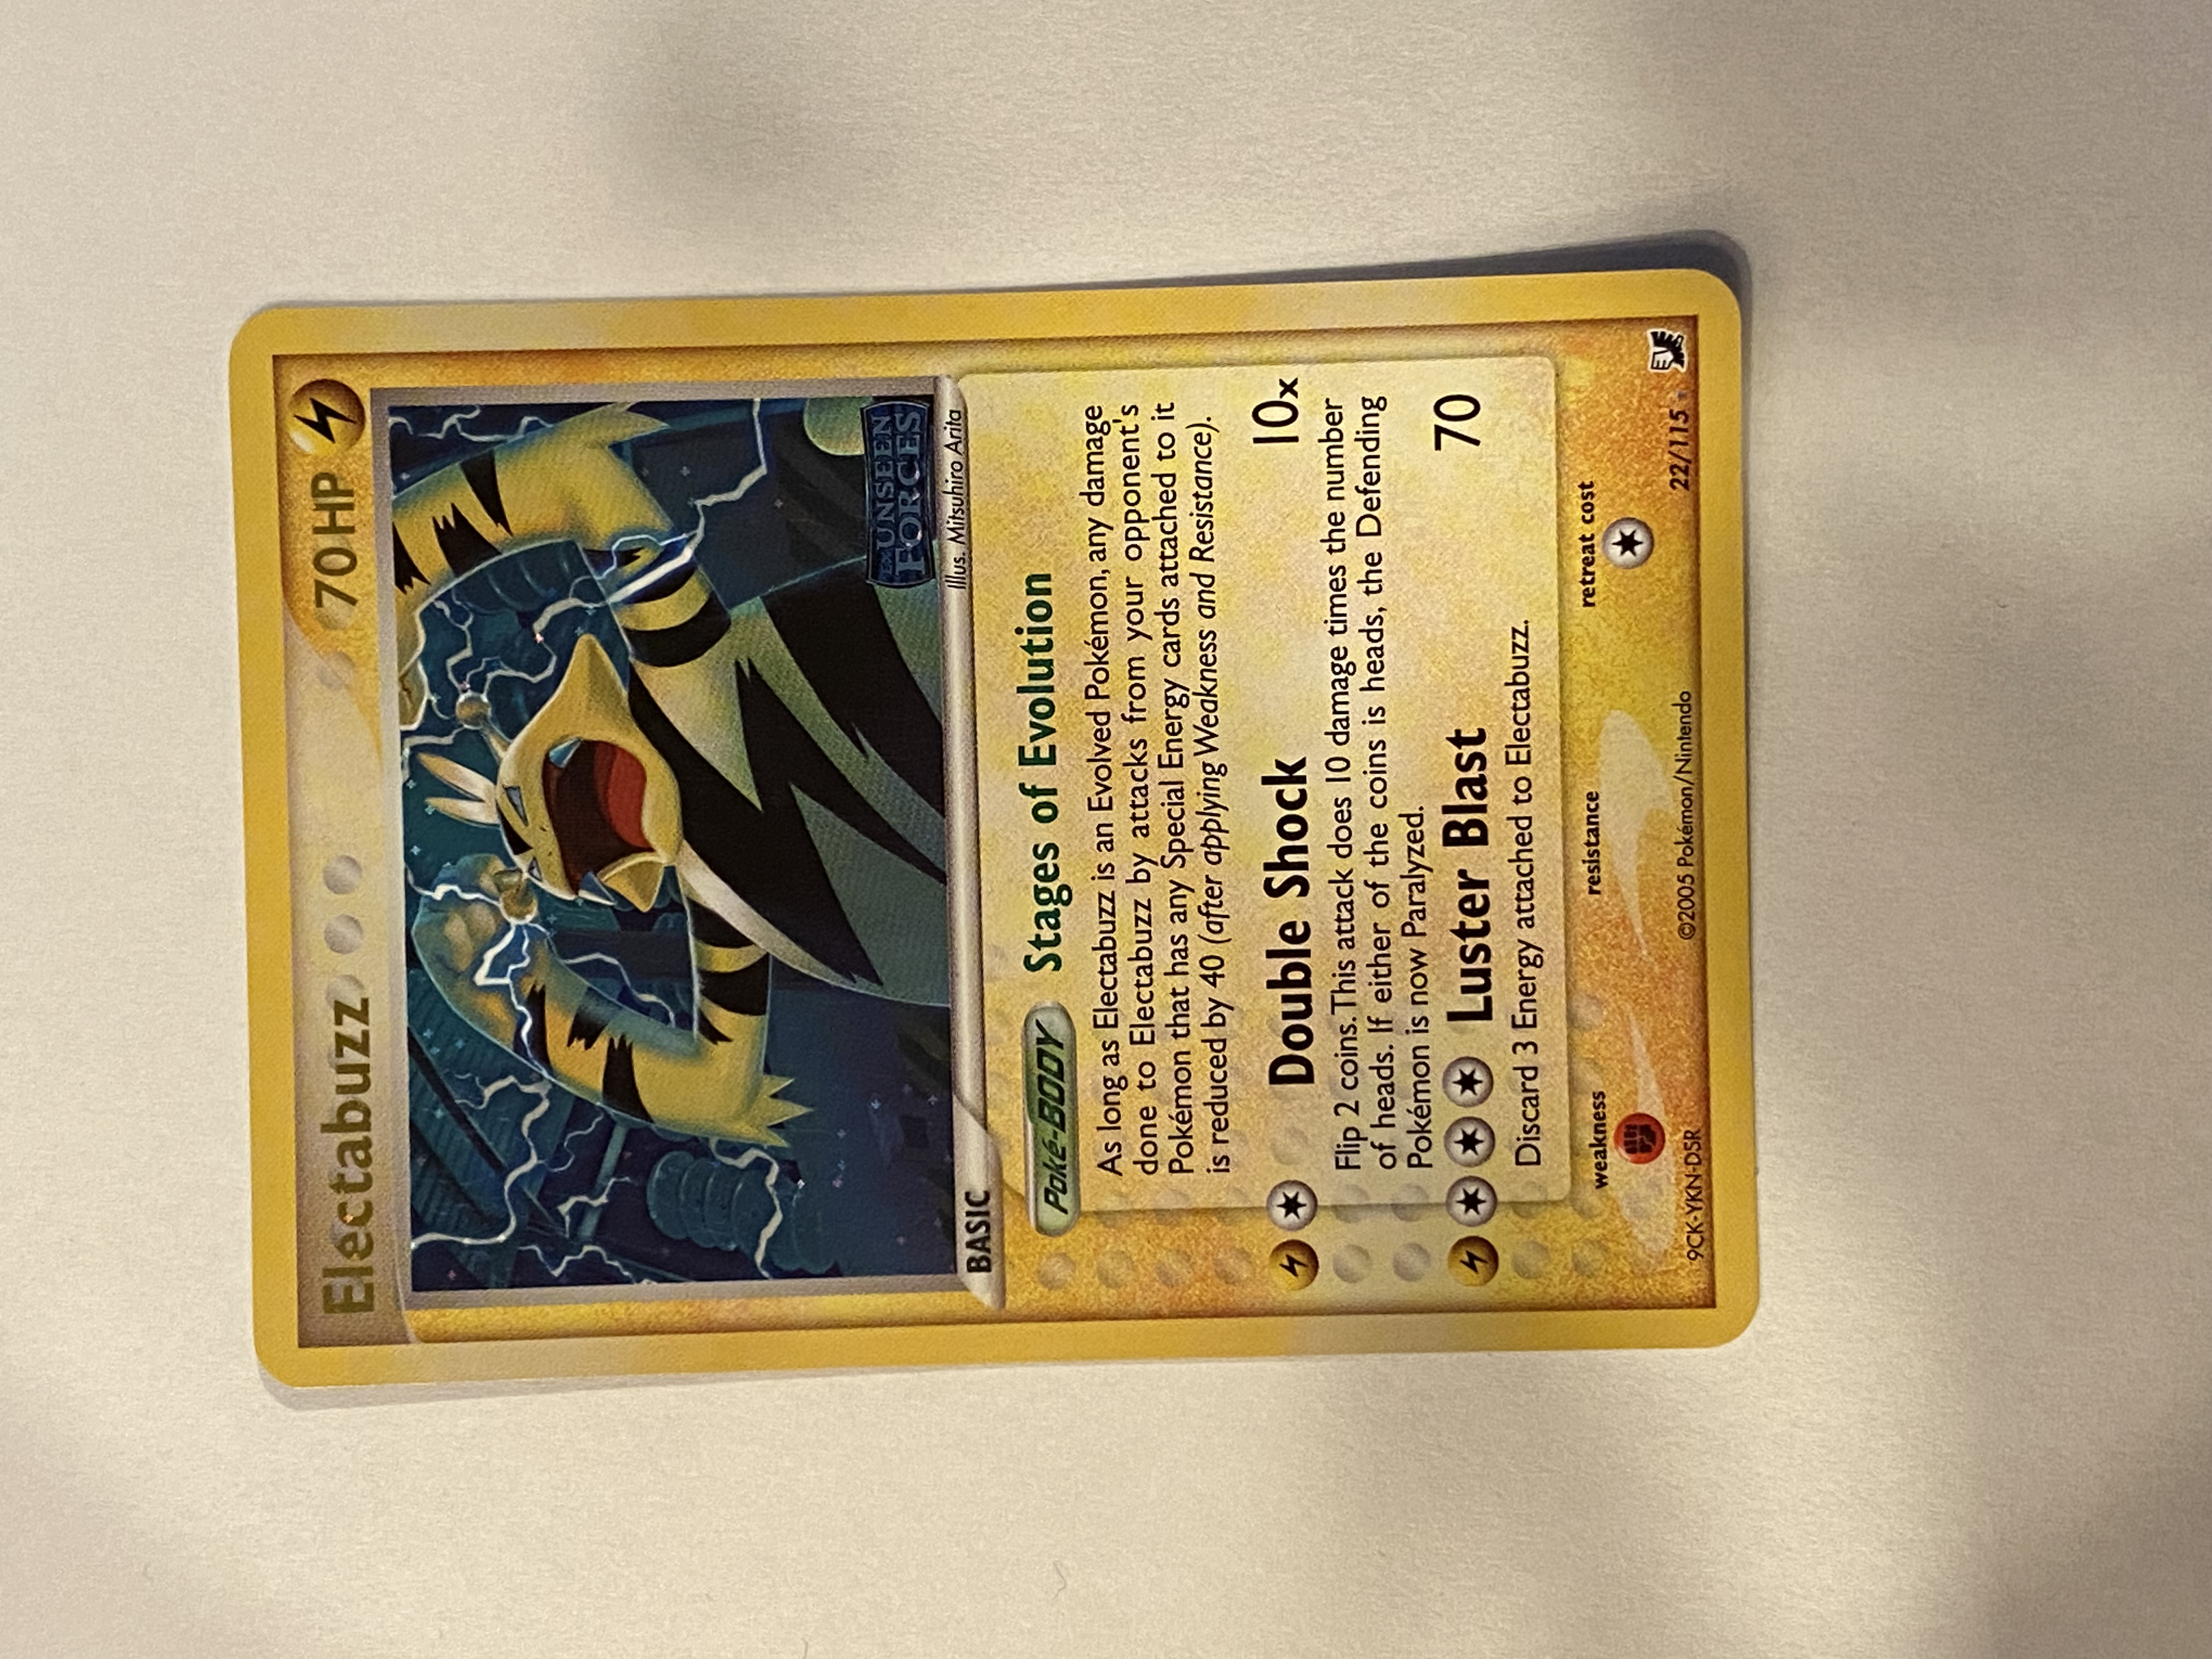 Electabuzz 70 HP
EX UNSEEN
FORCES
BASIC Illus. Mitsuhiro Arita
Poké-BODY Stages of Evolution
As long as Electabuzz is an Evolved Pokémon, any damage
done to Electabuzz by attacks from your opponent's
Pokémon that has any Special Energy cards attached to it
is reduced by 40 (after applying Weakness and Resistance).
Double Shock 10x
Flip 2 coins. This attack does 10 damage times the number
of heads. If either of the coins is heads, the Defending
Pokémon is now Paralyzed.
Luster Blast 70
Discard 3 Energy attached to Electabuzz.
weakness resistance retreat cost
9CK-YKN-DSR ©2005 Pokémon/Nintendo 22/115